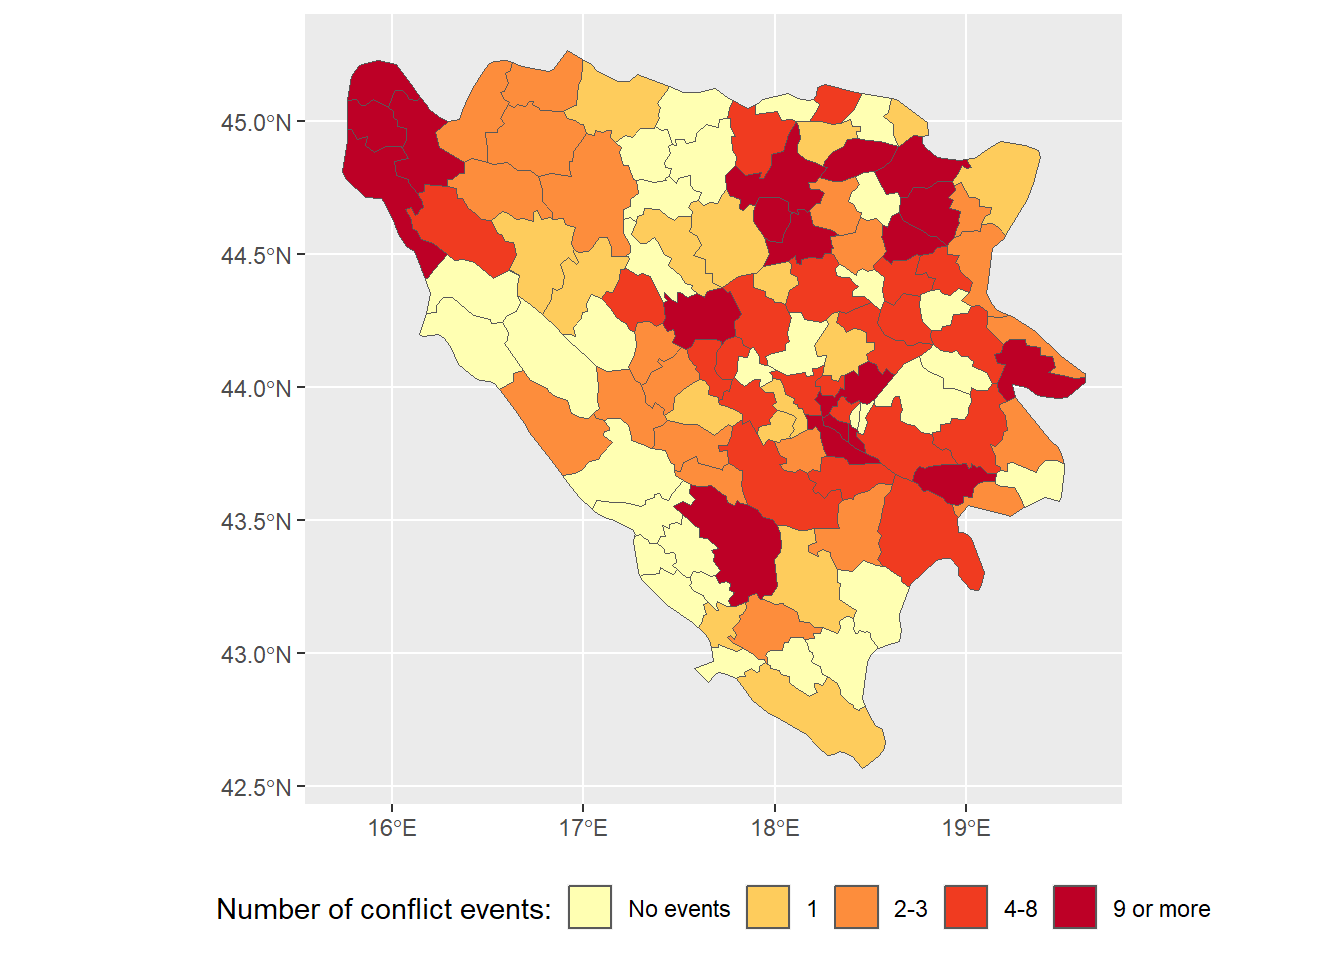 45.0°N
44.5°N
44.0°N
43.5°N
43.0°N
42.5°N
16°E 17°E 18°E 19°E
Number of conflict events: No events 1 2-3 4-8 9 or more